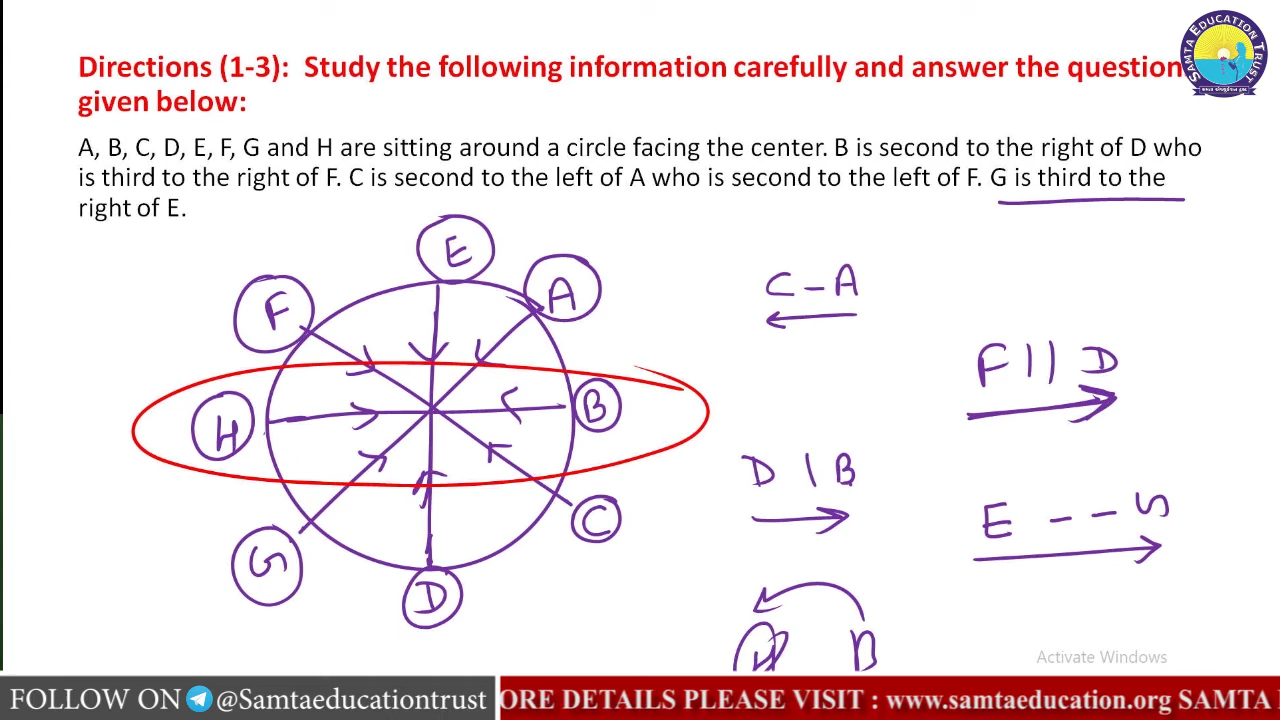 Directions (1-3): Study the following information carefully and answer the question
given below:
SAMTA EDUCATION TRUST
A, B, C, D, E, F, G and H are sitting around a circle facing the center. B is second to the right of D who
is third to the right of F. C is second to the left of A who is second to the left of F. G is third to the
right of E.
E
F
A
H
B
G
C
D
C - A
F | | D
D | B
E - - G
H B
Activate Windows
FOLLOW ON @Samtaeducationtrust
ORE DETAILS PLEASE VISIT : www.samtaeducation.org SAMTA